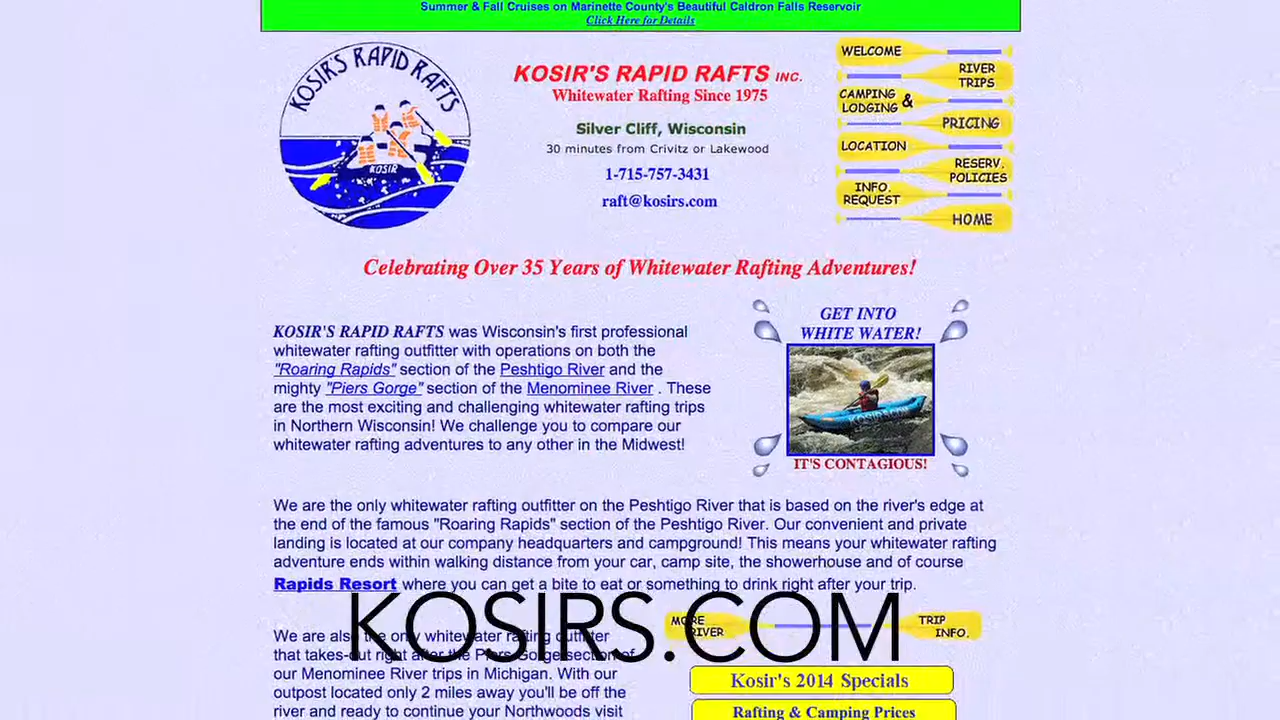 Summer & Fall Cruises on Marinette County's Beautiful Caldron Falls Reservoir
Click Here for Details
KOSIR'S RAPID RAFTS
KOSIR
KOSIR'S RAPID RAFTS INC.
Whitewater Rafting Since 1975
Silver Cliff, Wisconsin
30 minutes from Crivitz or Lakewood
1-715-757-3431
raft@kosirs.com
WELCOME
RIVER
TRIPS
CAMPING &
LODGING
PRICING
LOCATION
RESERV.
POLICIES
INFO.
REQUEST
HOME
Celebrating Over 35 Years of Whitewater Rafting Adventures!
KOSIR'S RAPID RAFTS was Wisconsin's first professional
whitewater rafting outfitter with operations on both the
"Roaring Rapids" section of the Peshtigo River and the
mighty "Piers Gorge" section of the Menominee River . These
are the most exciting and challenging whitewater rafting trips
in Northern Wisconsin! We challenge you to compare our
whitewater rafting adventures to any other in the Midwest!
GET INTO
WHITE WATER!
KOSIRS.COM
IT'S CONTAGIOUS!
We are the only whitewater rafting outfitter on the Peshtigo River that is based on the river's edge at
the end of the famous "Roaring Rapids" section of the Peshtigo River. Our convenient and private
landing is located at our company headquarters and campground! This means your whitewater rafting
adventure ends within walking distance from your car, camp site, the showerhouse and of course
Rapids Resort where you can get a bite to eat or something to drink right after your trip.
KOSIRS.COM
We are also the only whitewater rafting outfitter
that takes-out right after the Piers Gorge section of
our Menominee River trips in Michigan. With our
outpost located only 2 miles away you'll be off the
river and ready to continue your Northwoods visit
MORE
RIVER
TRIP
INFO.
Kosir's 2014 Specials
Rafting & Camping Prices